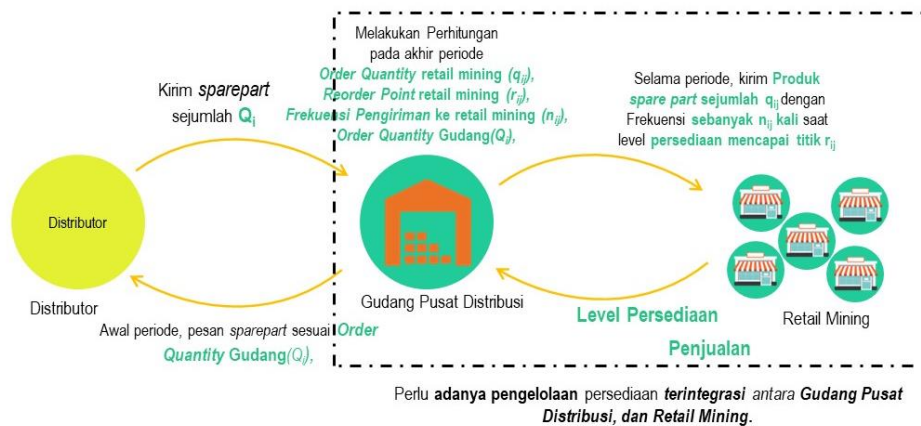 Melakukan Perhitungan
pada akhir periode
Order Quantity retail mining (qij),
Reorder Point retail mining (rij),
Frekuensi Pengiriman ke retail mining (nij),
Order Quantity Gudang(Qi),
Kirim sparepart
sejumlah Qi
Selama periode, kirim Produk
spare part sejumlah qij dengan
Frekuensi sebanyak nij kali saat
level persediaan mencapai titik rij
Distributor
Distributor
Gudang Pusat Distribusi
Retail Mining
Awal periode, pesan sparepart sesuai Order
Quantity Gudang(Qi),
Level Persediaan
Penjualan
Perlu adanya pengelolaan persediaan terintegrasi antara Gudang Pusat
Distribusi, dan Retail Mining.